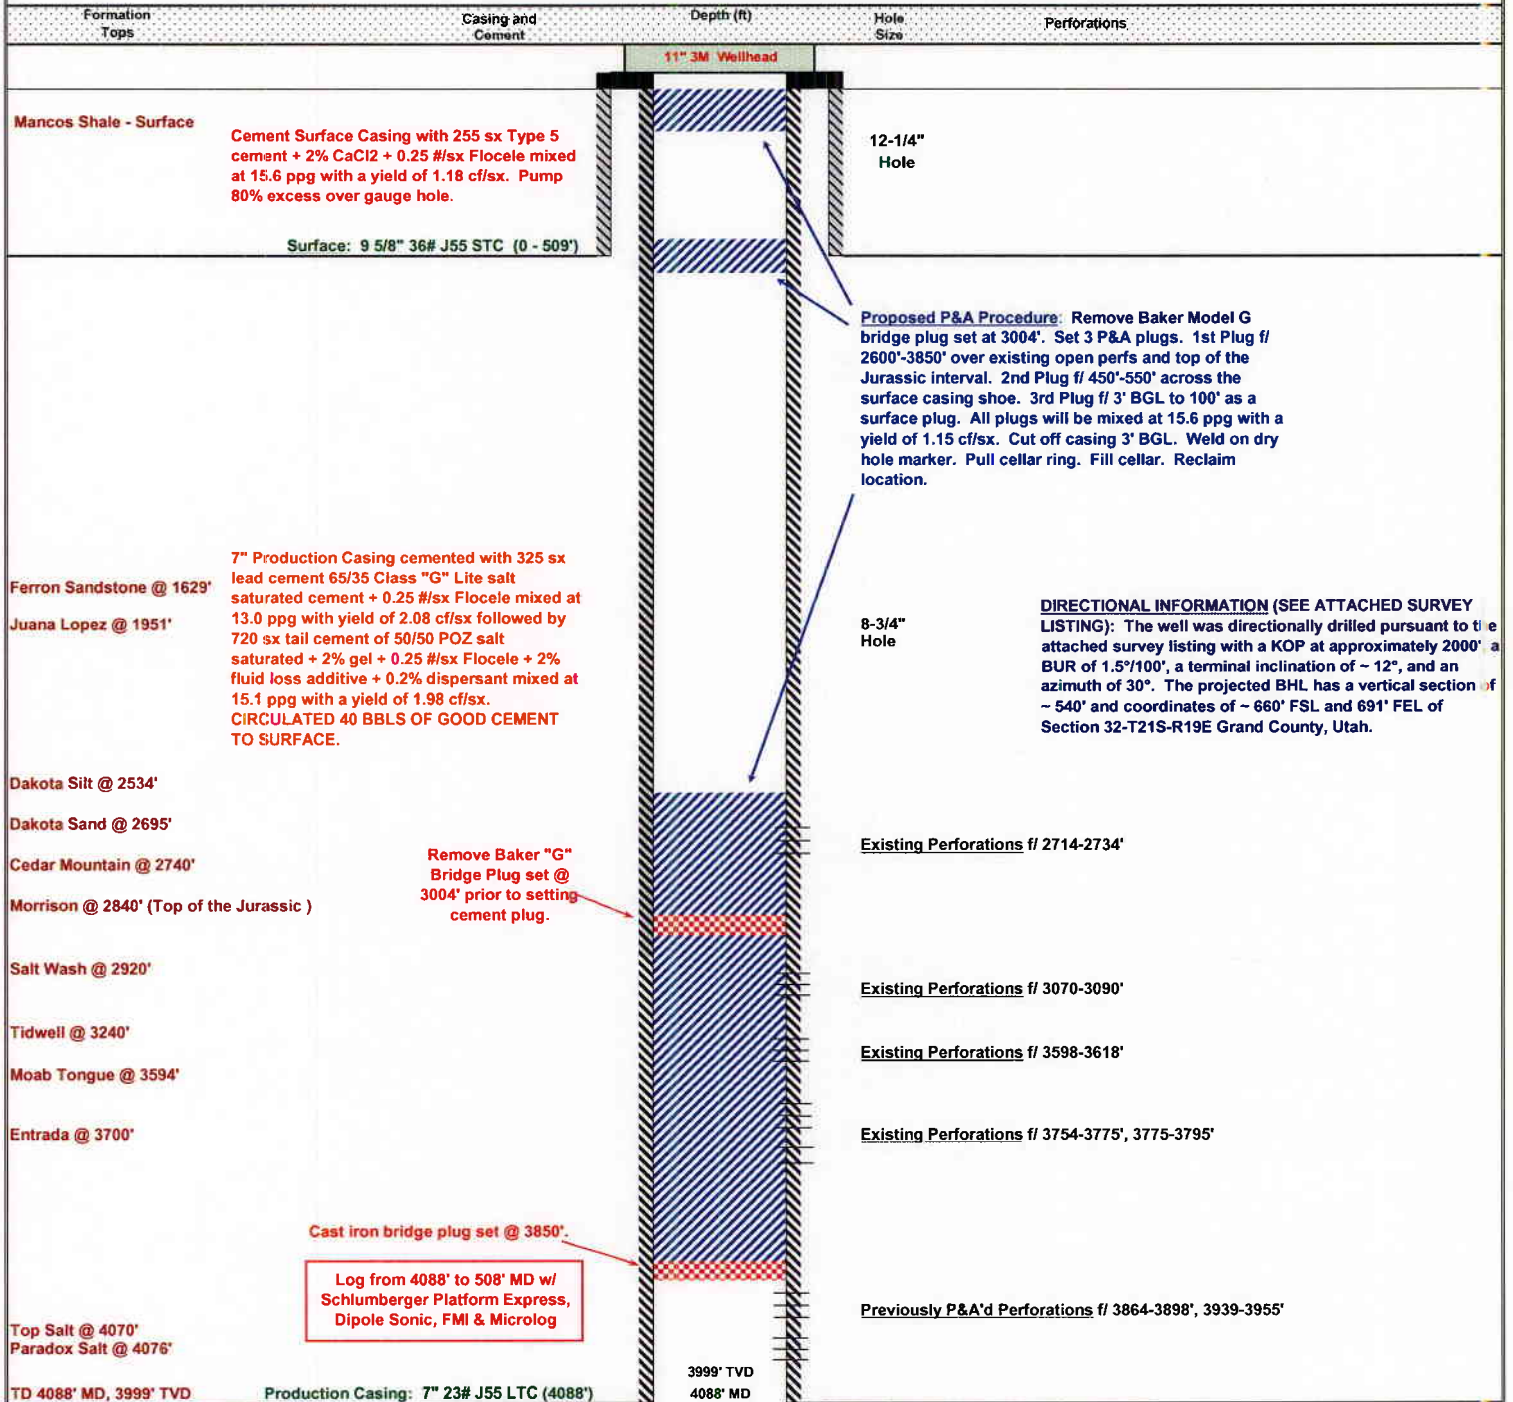 Formation
Tops
Casing and
Cement
Depth (ft)
Hole
Size
Perforations
11" 3M Wellhead
Mancos Shale - Surface
Cement Surface Casing with 255 sx Type 5
cement + 2% CaCl2 + 0.25 #/sx Flocele mixed
at 15.6 ppg with a yield of 1.18 cf/sx. Pump
80% excess over gauge hole.
12-1/4"
Hole
Surface: 9 5/8" 36# J55 STC (0 - 509')
Proposed P&A Procedure: Remove Baker Model G
bridge plug set at 3004'. Set 3 P&A plugs. 1st Plug f/
2600'-3850' over existing open perfs and top of the
Jurassic interval. 2nd Plug f/ 450'-550' across the
surface casing shoe. 3rd Plug f/ 3' BGL to 100' as a
surface plug. All plugs will be mixed at 15.6 ppg with a
yield of 1.15 cf/sx. Cut off casing 3' BGL. Weld on dry
hole marker. Pull cellar ring. Fill cellar. Reclaim
location.
Ferron Sandstone @ 1629'
Juana Lopez @ 1951'
7" Production Casing cemented with 325 sx
lead cement 65/35 Class "G" Lite salt
saturated cement + 0.25 #/sx Flocele mixed at
13.0 ppg with yield of 2.08 cf/sx followed by
720 sx tail cement of 50/50 POZ salt
saturated + 2% gel + 0.25 #/sx Flocele + 2%
fluid loss additive + 0.2% dispersant mixed at
15.1 ppg with a yield of 1.98 cf/sx.
CIRCULATED 40 BBLS OF GOOD CEMENT
TO SURFACE.
8-3/4"
Hole
DIRECTIONAL INFORMATION (SEE ATTACHED SURVEY
LISTING): The well was directionally drilled pursuant to the
attached survey listing with a KOP at approximately 2000' a
BUR of 1.5°/100', a terminal inclination of ~ 12°, and an
azimuth of 30°. The projected BHL has a vertical section of
~ 540' and coordinates of ~ 660' FSL and 691' FEL of
Section 32-T21S-R19E Grand County, Utah.
Dakota Silt @ 2534'
Dakota Sand @ 2695'
Cedar Mountain @ 2740'
Morrison @ 2840' (Top of the Jurassic )
Remove Baker "G"
Bridge Plug set @
3004' prior to setting
cement plug.
Existing Perforations f/ 2714-2734'
Salt Wash @ 2920'
Existing Perforations f/ 3070-3090'
Tidwell @ 3240'
Existing Perforations f/ 3598-3618'
Moab Tongue @ 3594'
Entrada @ 3700'
Existing Perforations f/ 3754-3775', 3775-3795'
Cast iron bridge plug set @ 3850'.
Log from 4088' to 508' MD w/
Schlumberger Platform Express,
Dipole Sonic, FMI & Microlog
Previously P&A'd Perforations f/ 3864-3898', 3939-3955'
Top Salt @ 4070'
Paradox Salt @ 4076'
3999' TVD
4088' MD
TD 4088' MD, 3999' TVD
Production Casing: 7" 23# J55 LTC (4088')